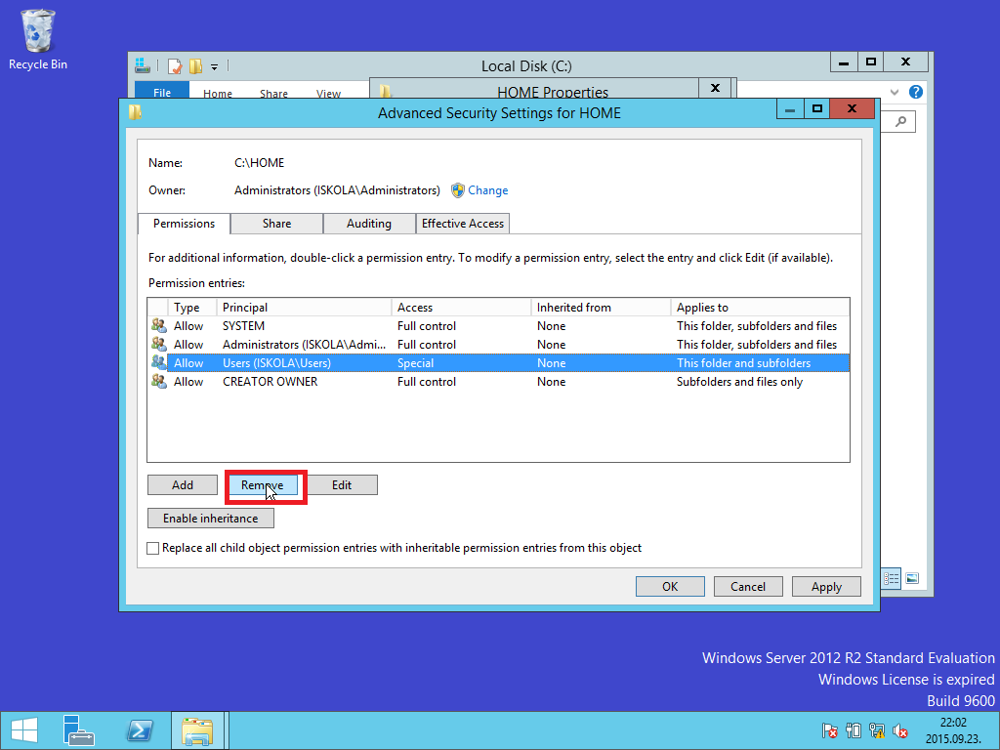 Recycle Bin
Local Disk (C:)
File Home Share View
HOME Properties
Advanced Security Settings for HOME
Name: C:\HOME
Owner: Administrators (ISKOLA\Administrators) Change
Permissions Share Auditing Effective Access
For additional information, double-click a permission entry. To modify a permission entry, select the entry and click Edit (if available).
Permission entries:
Type Principal Access Inherited from Applies to
Allow SYSTEM Full control None This folder, subfolders and files
Allow Administrators (ISKOLA\Admi... Full control None This folder, subfolders and files
Allow Users (ISKOLA\Users) Special None This folder and subfolders
Allow CREATOR OWNER Full control None Subfolders and files only
Add Remove Edit
Enable inheritance
Replace all child object permission entries with inheritable permission entries from this object
OK Cancel Apply
Windows Server 2012 R2 Standard Evaluation
Windows License is expired
Build 9600
22:02
2015.09.23.